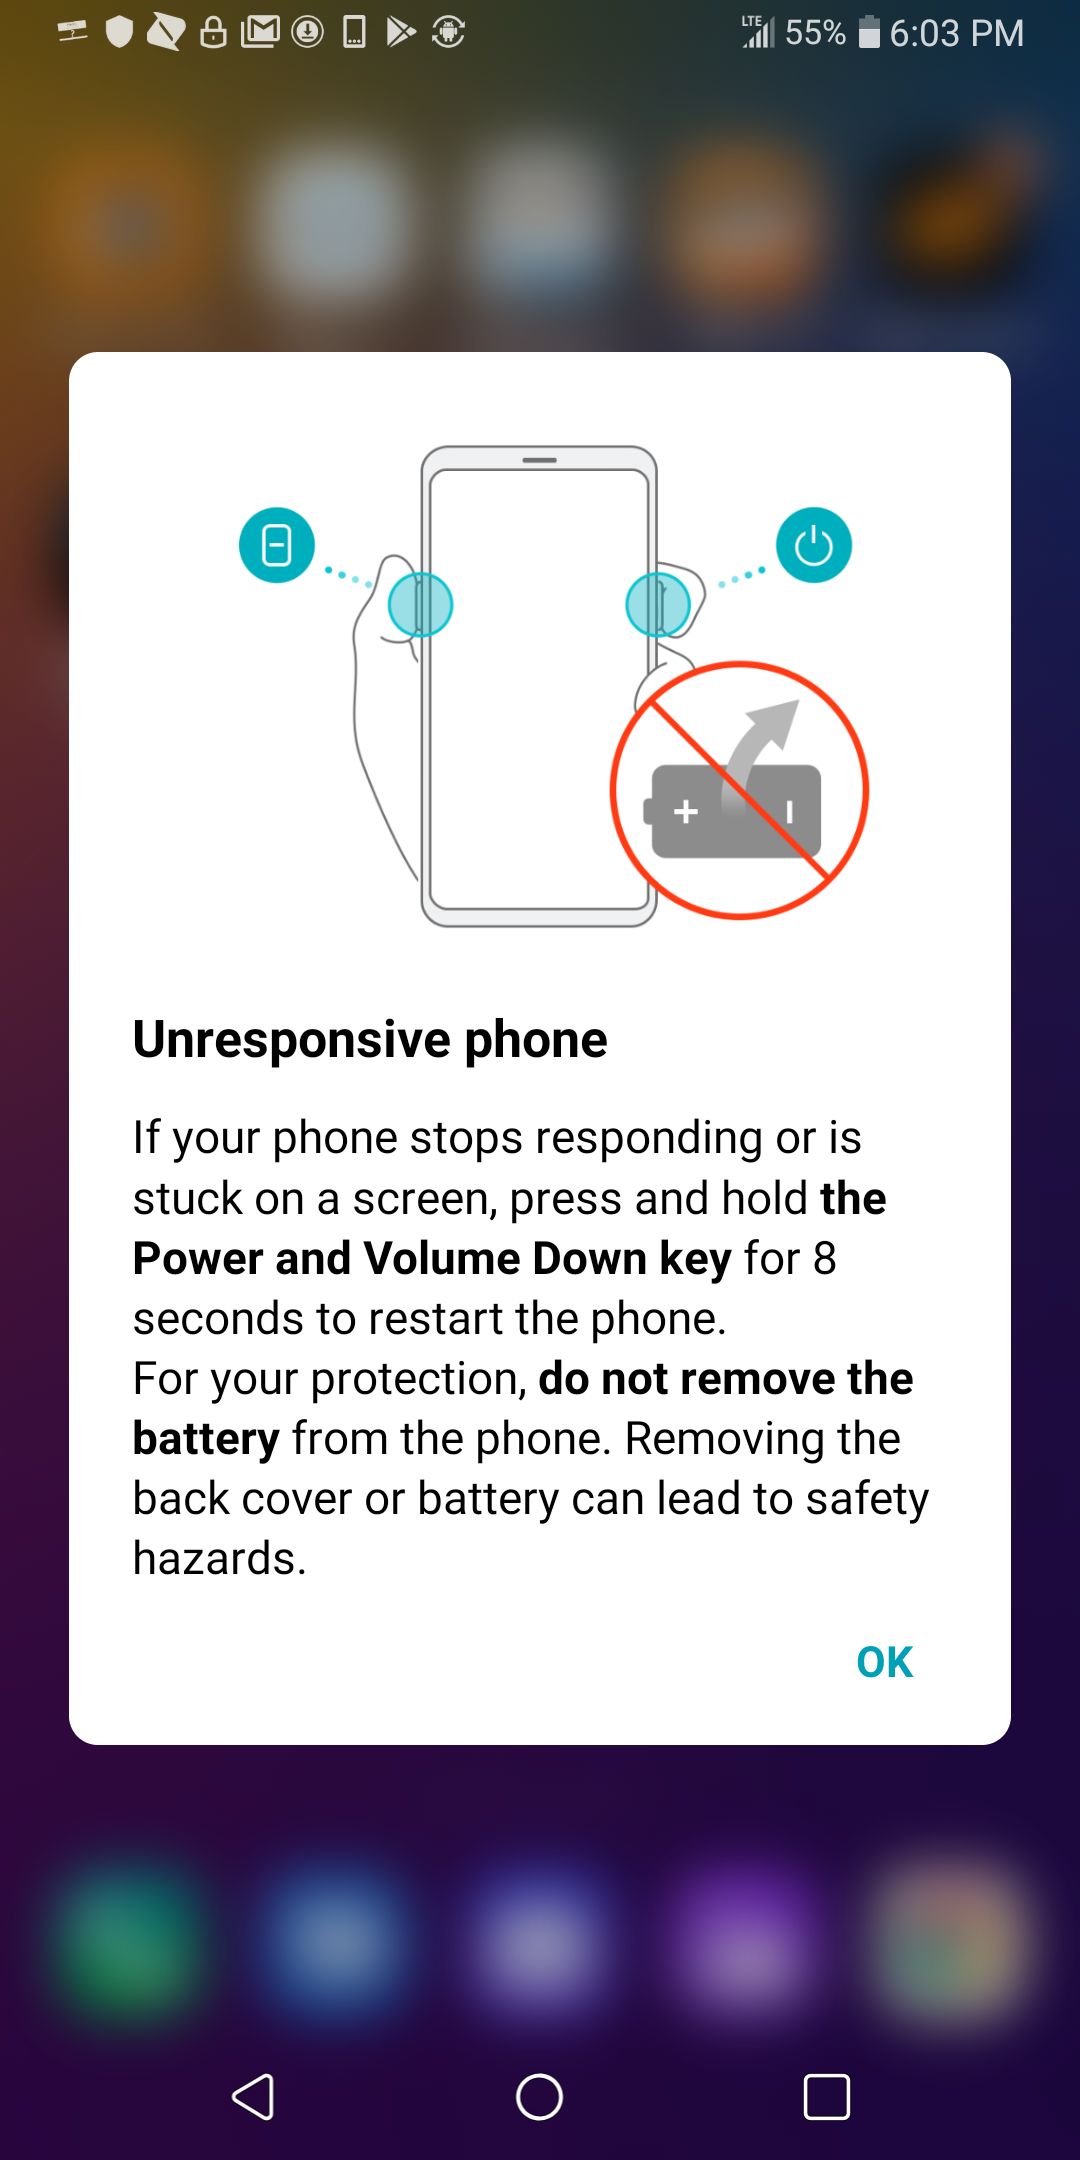 LTE 55% 6:03 PM
Unresponsive phone
If your phone stops responding or is
stuck on a screen, press and hold the
Power and Volume Down key for 8
seconds to restart the phone.
For your protection, do not remove the
battery from the phone. Removing the
back cover or battery can lead to safety
hazards.
OK